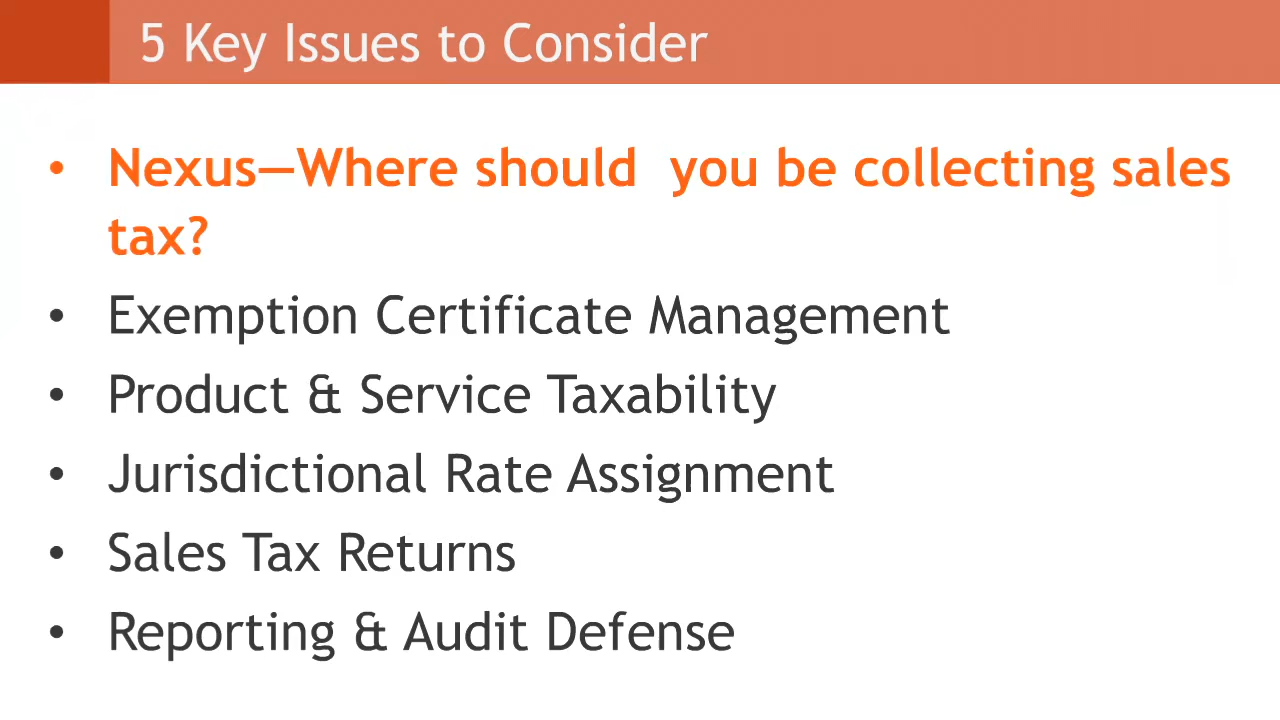 5 Key Issues to Consider
• Nexus—Where should  you be collecting sales
tax?
• Exemption Certificate Management
• Product & Service Taxability
• Jurisdictional Rate Assignment
• Sales Tax Returns
• Reporting & Audit Defense